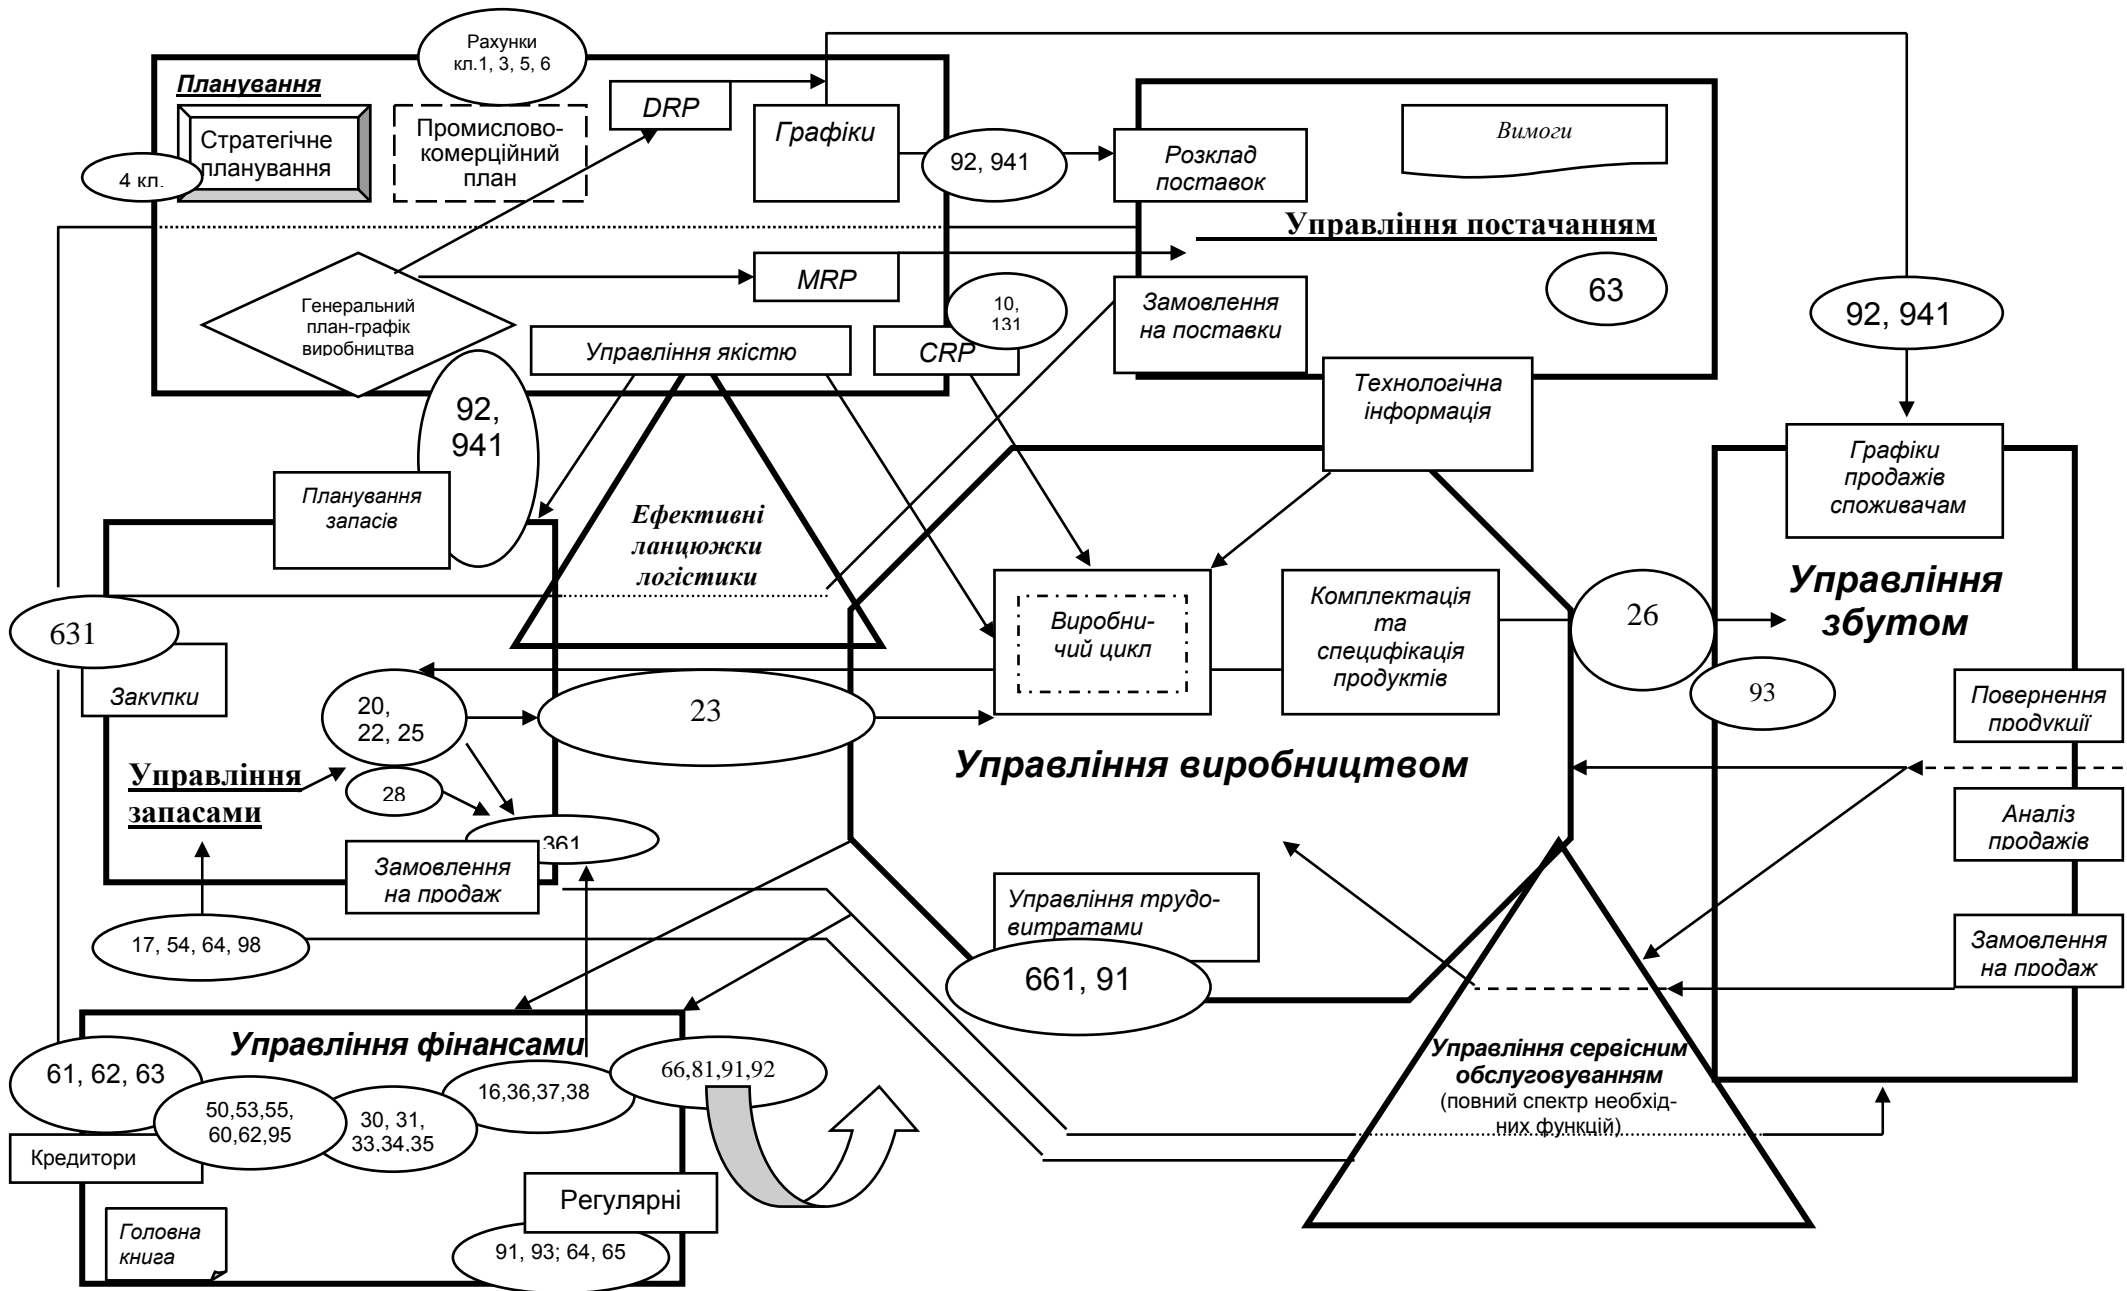 Рахунки
кл.1, 3, 5, 6
Планування
Стратегічне
планування
4 кл.
Промислово-
комерційний
план
DRP
Графіки
92, 941
Розклад
поставок
Вимоги
Управління постачанням
63
MRP
Замовлення
на поставки
10,
131
CRP
Генеральний
план-графік
виробництва
Управління якістю
92, 941
Технологічна
інформація
92,
941
Планування
запасів
Ефективні
ланцюжки
логістики
Графіки
продажів
споживачам
Управління
збутом
631
Закупки
20,
22, 25
23
Виробни-
чий цикл
Комплектація
та
специфікація
продуктів
26
93
Повернення
продукції
Управління
запасами
28
361
Замовлення
на продаж
Управління виробництвом
Аналіз
продажів
17, 54, 64, 98
Управління трудо-
витратами
661, 91
Замовлення
на продаж
Управління фінансами
61, 62, 63
50,53,55,
60,62,95
30, 31,
33,34,35
16,36,37,38
66,81,91,92
Управління сервісним
обслуговуванням
(повний спектр необхід-
них функцій)
Кредитори
Регулярні
Головна
книга
91, 93; 64, 65